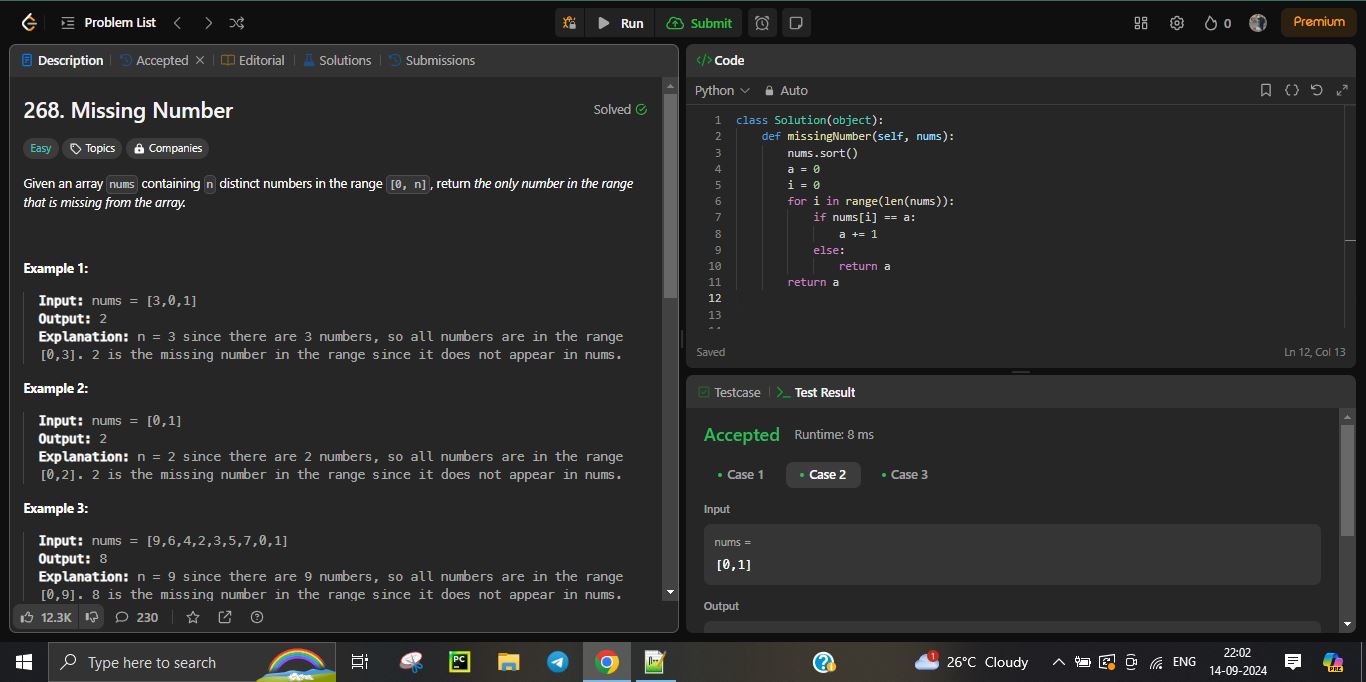 Problem List
Run
Submit
0
Premium
Description
Accepted
Editorial
Solutions
Submissions
268. Missing Number
Solved
Easy
Topics
Companies
Given an array nums containing n distinct numbers in the range [0, n], return the only number in the range
that is missing from the array.
Example 1:
Input: nums = [3,0,1]
Output: 2
Explanation: n = 3 since there are 3 numbers, so all numbers are in the range
[0,3]. 2 is the missing number in the range since it does not appear in nums.
Example 2:
Input: nums = [0,1]
Output: 2
Explanation: n = 2 since there are 2 numbers, so all numbers are in the range
[0,2]. 2 is the missing number in the range since it does not appear in nums.
Example 3:
Input: nums = [9,6,4,2,3,5,7,0,1]
Output: 8
Explanation: n = 9 since there are 9 numbers, so all numbers are in the range
[0,9]. 8 is the missing number in the range since it does not appear in nums.
12.3K
230
</> Code
Python
Auto
1 class Solution(object):
2 def missingNumber(self, nums):
3 nums.sort()
4 a = 0
5 i = 0
6 for i in range(len(nums)):
7 if nums[i] == a:
8 a += 1
9 else:
10 return a
11 return a
12
13
Saved
Ln 12, Col 13
Testcase
>_ Test Result
Accepted
Runtime: 8 ms
Case 1
Case 2
Case 3
Input
nums =
[0,1]
Output
Type here to search
PC
1
26°C Cloudy
ENG
22:02
14-09-2024
PRE